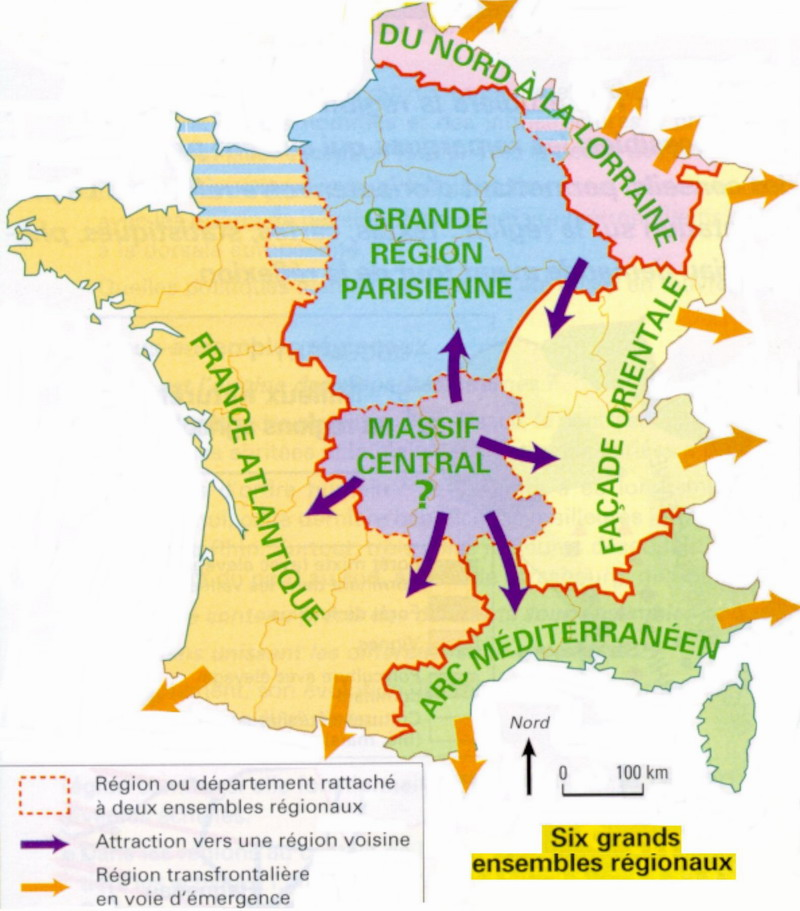 DU NORD À LA LORRAINE
GRANDE
RÉGION
PARISIENNE
FRANCE ATLANTIQUE
MASSIF
CENTRAL
?
FAÇADE ORIENTALE
ARC MÉDITERRANÉEN
Nord
0 100 km
Région ou département rattaché
à deux ensembles régionaux
Attraction vers une région voisine
Région transfrontalière
en voie d'émergence
Six grands
ensembles régionaux